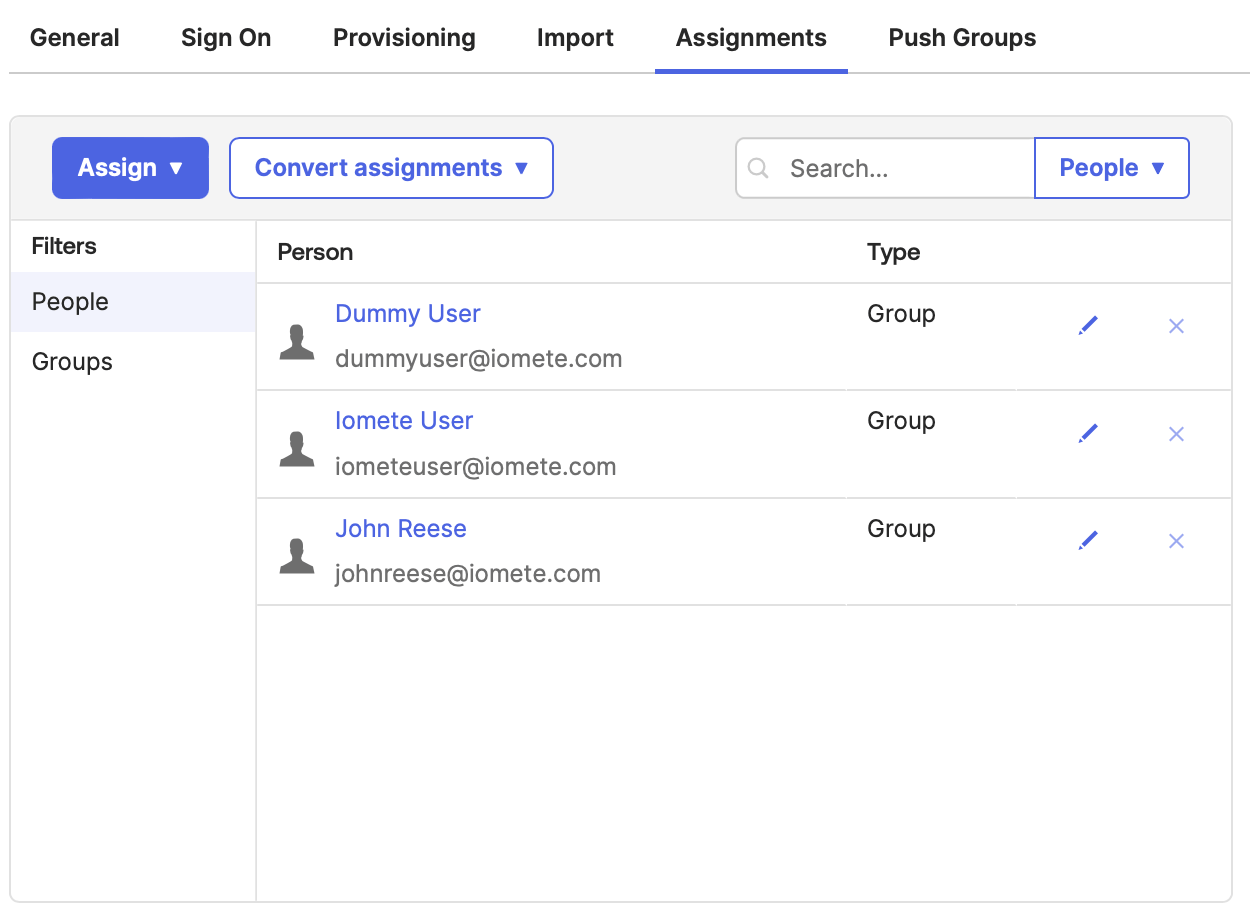 General Sign On Provisioning Import Assignments Push Groups
Assign Convert assignments Search... People
Filters Person Type
People
Groups
Dummy User Group
dummyuser@iomete.com
Iomete User Group
iometeuser@iomete.com
John Reese Group
johnreese@iomete.com